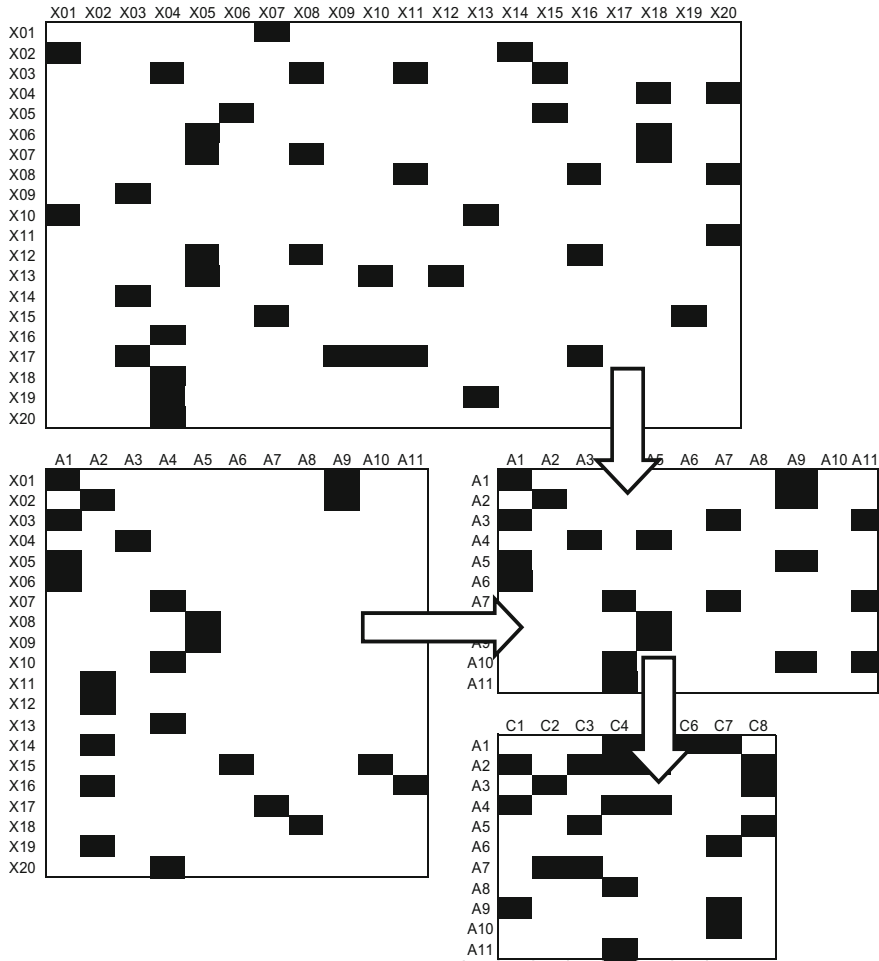 X01 X02 X03 X04 X05 X06 X07 X08 X09 X10 X11 X12 X13 X14 X15 X16 X17 X18 X19 X20
X01
X02
X03
X04
X05
X06
X07
X08
X09
X10
X11
X12
X13
X14
X15
X16
X17
X18
X19
X20
A1 A2 A3 A4 A5 A6 A7 A8 A9 A10 A11
X01
X02
X03
X04
X05
X06
X07
X08
X09
X10
X11
X12
X13
X14
X15
X16
X17
X18
X19
X20
A1 A2 A3 A5 A6 A7 A8 A9 A10 A11
A1
A2
A3
A4
A5
A6
A7
A9
A10
A11
C1 C2 C3 C4 C6 C7 C8
A1
A2
A3
A4
A5
A6
A7
A8
A9
A10
A11